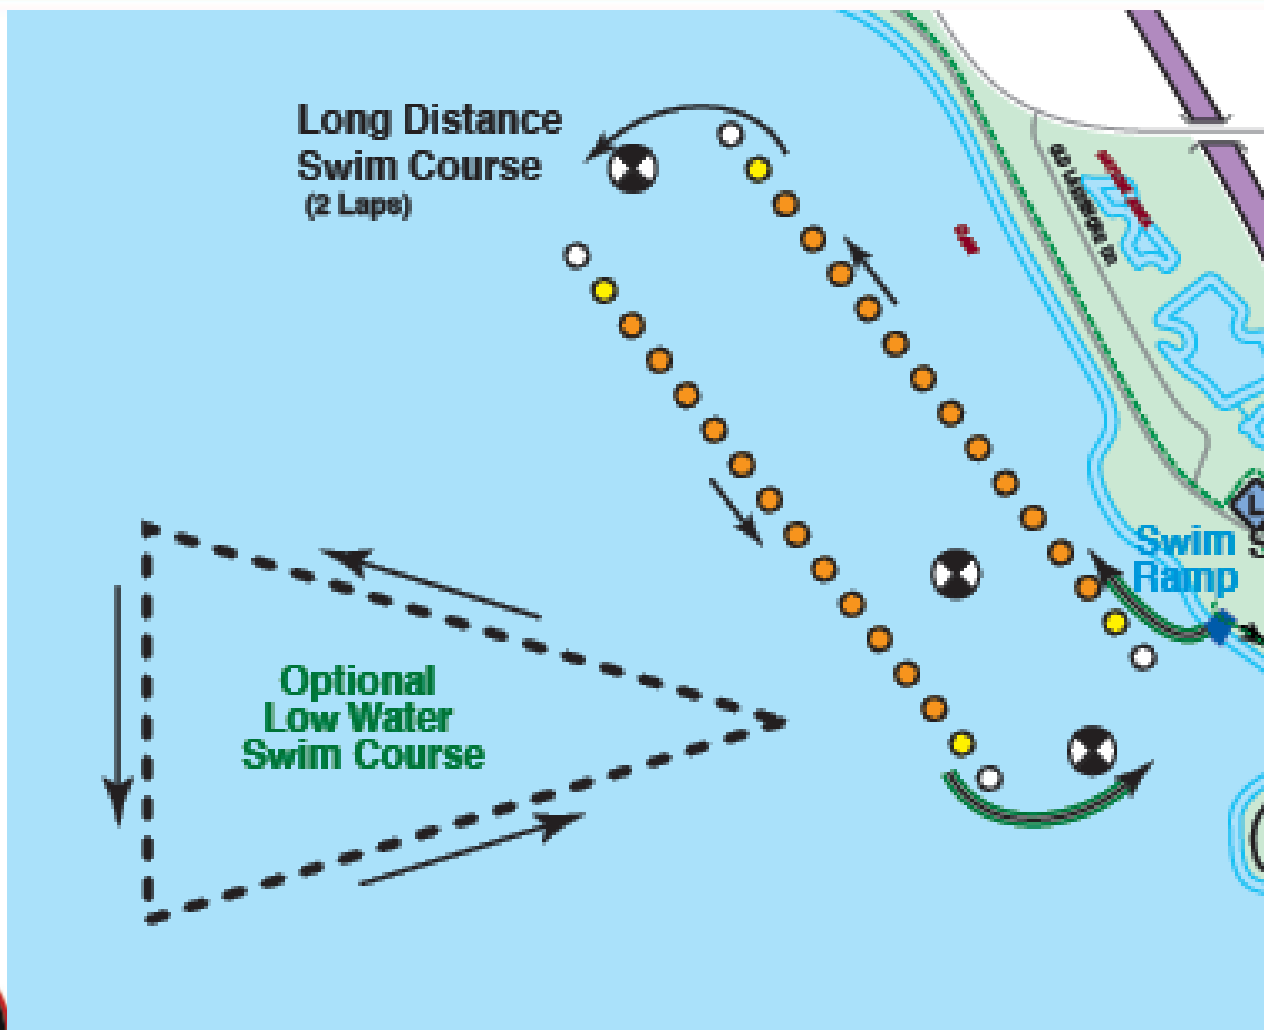 Long Distance
Swim Course
(2 Laps)
Swim
Ramp
L
S
Optional
Low Water
Swim Course